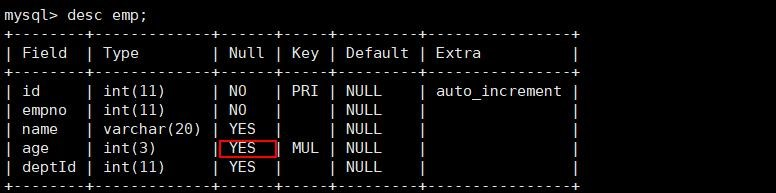 mysql> desc emp;
+--------+-------------+------+-----+---------+----------------+
| Field | Type | Null | Key | Default | Extra |
+--------+-------------+------+-----+---------+----------------+
| id | int(11) | NO | PRI | NULL | auto_increment |
| empno | int(11) | NO | | NULL | |
| name | varchar(20) | YES | | NULL | |
| age | int(3) | YES | MUL | NULL | |
| deptId | int(11) | YES | | NULL | |
+--------+-------------+------+-----+---------+----------------+